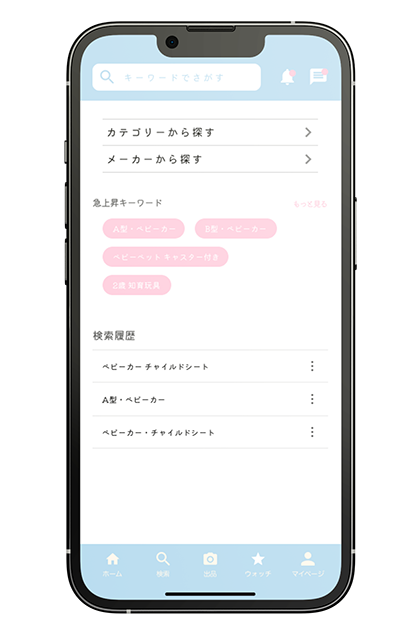 キーワードでさがす
カテゴリーから探す
メーカーから探す
急上昇キーワード
もっと見る
A型・ベビーカー
B型・ベビーカー
ベビーベット キャスター付き
2歳 知育玩具
検索履歴
ベビーカー チャイルドシート
A型・ベビーカー
ベビーカー・チャイルドシート
ホーム
検索
出品
ウォッチ
マイページ